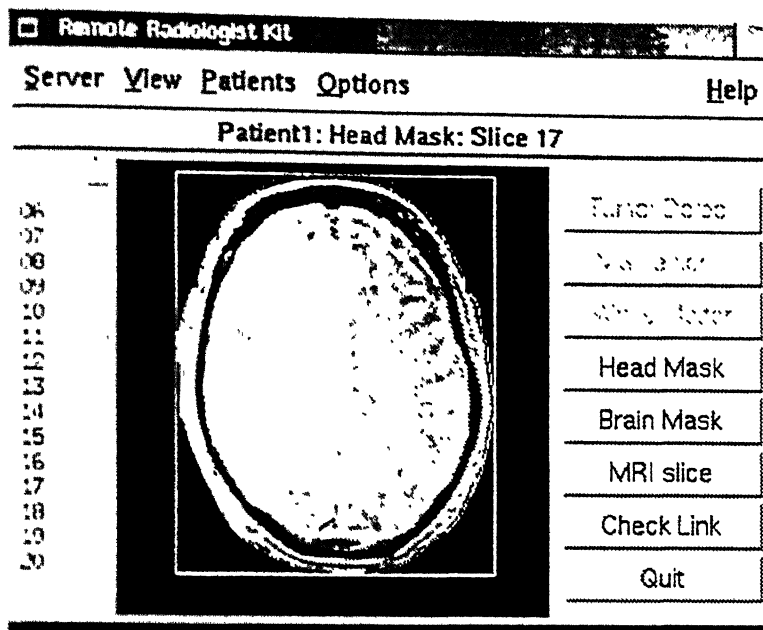 Remote Radiologist Kit
Server View Patients Options Help
Patient1: Head Mask: Slice 17
06
07
08
09
10
11
12
13
14
15
16
17
18
19
20
Head Mask
Brain Mask
MRI slice
Check Link
Quit